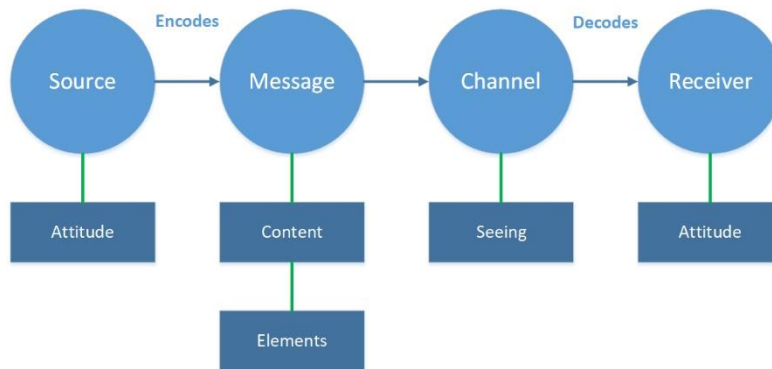 Encodes
Decodes
Source
Message
Channel
Receiver
Attitude
Content
Seeing
Attitude
Elements